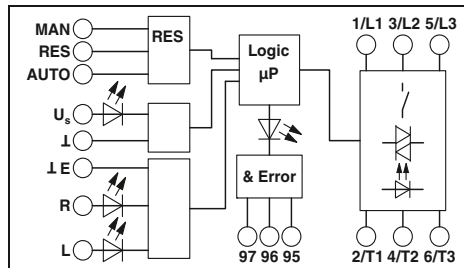 MAN
RES
AUTO
RES
Us
⊥
⊥ E
R
L
Logic
µP
& Error
97 96 95
1/L1 3/L2 5/L3
2/T1 4/T2 6/T3